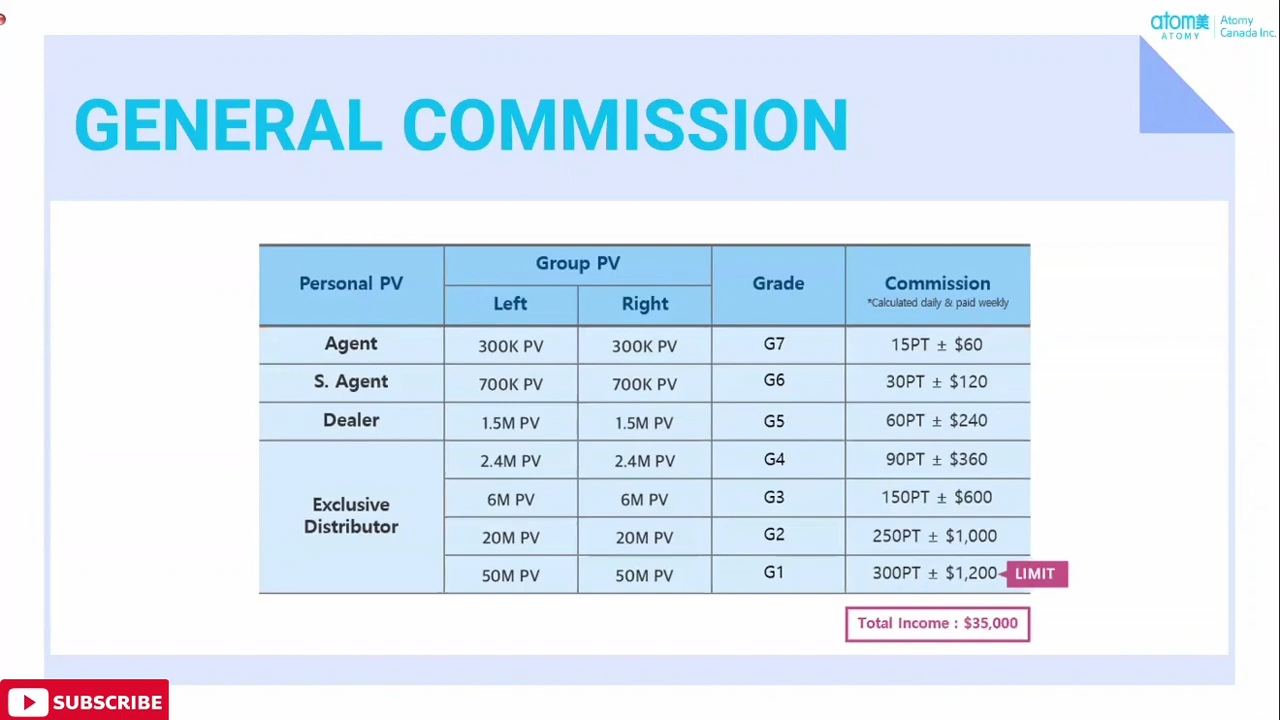 atom美
ATOMY
Atomy
Canada Inc.
GENERAL COMMISSION
Personal PV
Group PV
Left
Right
Grade
Commission
*Calculated daily & paid weekly
Agent 300K PV 300K PV G7 15PT ± $60
S. Agent 700K PV 700K PV G6 30PT ± $120
Dealer 1.5M PV 1.5M PV G5 60PT ± $240
Exclusive
Distributor
2.4M PV 2.4M PV G4 90PT ± $360
6M PV 6M PV G3 150PT ± $600
20M PV 20M PV G2 250PT ± $1,000
50M PV 50M PV G1 300PT ± $1,200 LIMIT
Total Income : $35,000
SUBSCRIBE